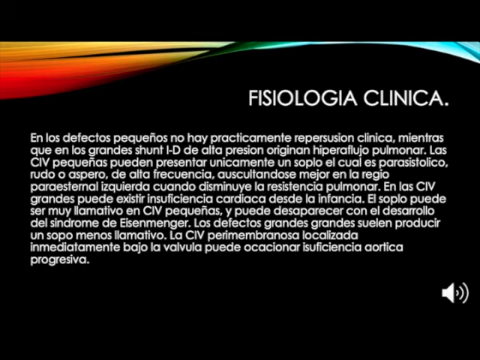 FISIOLOGIA CLINICA.
En los defectos pequeños no hay practicamente repersusion clinica, mientras
que en los grandes shunt I-D de alta presion originan hiperaflujo pulmonar. Las
CIV pequeñas pueden presentar unicamente un soplo el cual es parasistolico,
rudo o aspero, de alta frecuencia, auscultandose mejor en la regio
paraesternal izquierda cuando disminuye la resistencia pulmonar. En las CIV
grandes puede existir insuficiencia cardiaca desde la infancia. El soplo puede
ser muy llamativo en CIV pequeñas, y puede desaparecer con el desarrollo
del sindrome de Eisenmenger. Los defectos grandes grandes suelen producir
un sopo menos llamativo. La CIV perimembranosa localizada
inmediatamente bajo la valvula puede ocacionar isuficiencia aortica
progresiva.